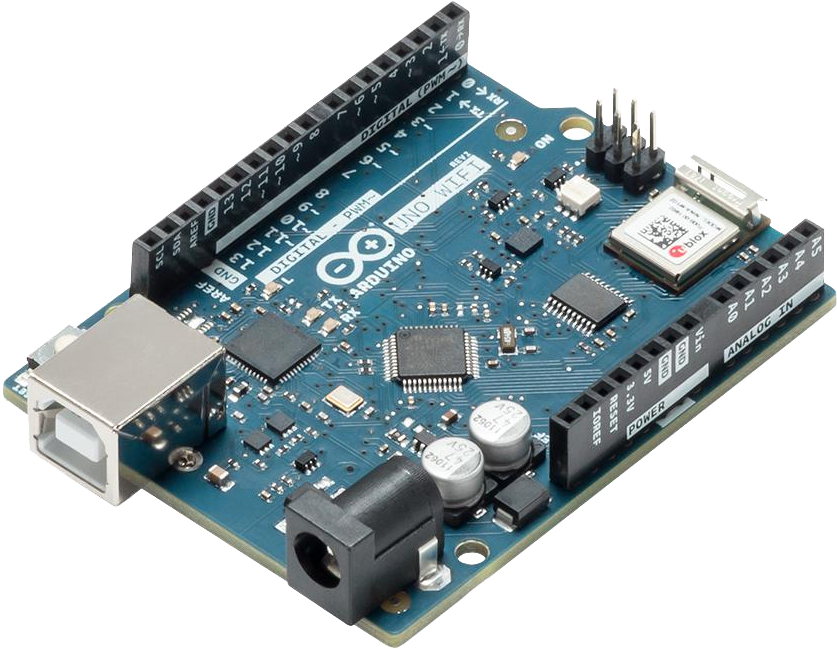 TX→1
RX←0
~2
~3
4
~5
~6
7
8
~9
~10
~11
12
13
GND
AREF
SDA
SCL
DIGITAL (PWM~)
TX→1
RX←0
2
~3
4
~5
~6
7
8
~9
~10
~11
12
13
GND
AREF
DIGITAL - PWM~
ON
L
TX
RX
ARDUINO
UNO WIFI
REV2
ublox
11062
47
25V
11062
47
25V
IOREF
RESET
3.3V
5V
GND
GND
Vin
POWER
A0
A1
A2
A3
A4
A5
ANALOG IN